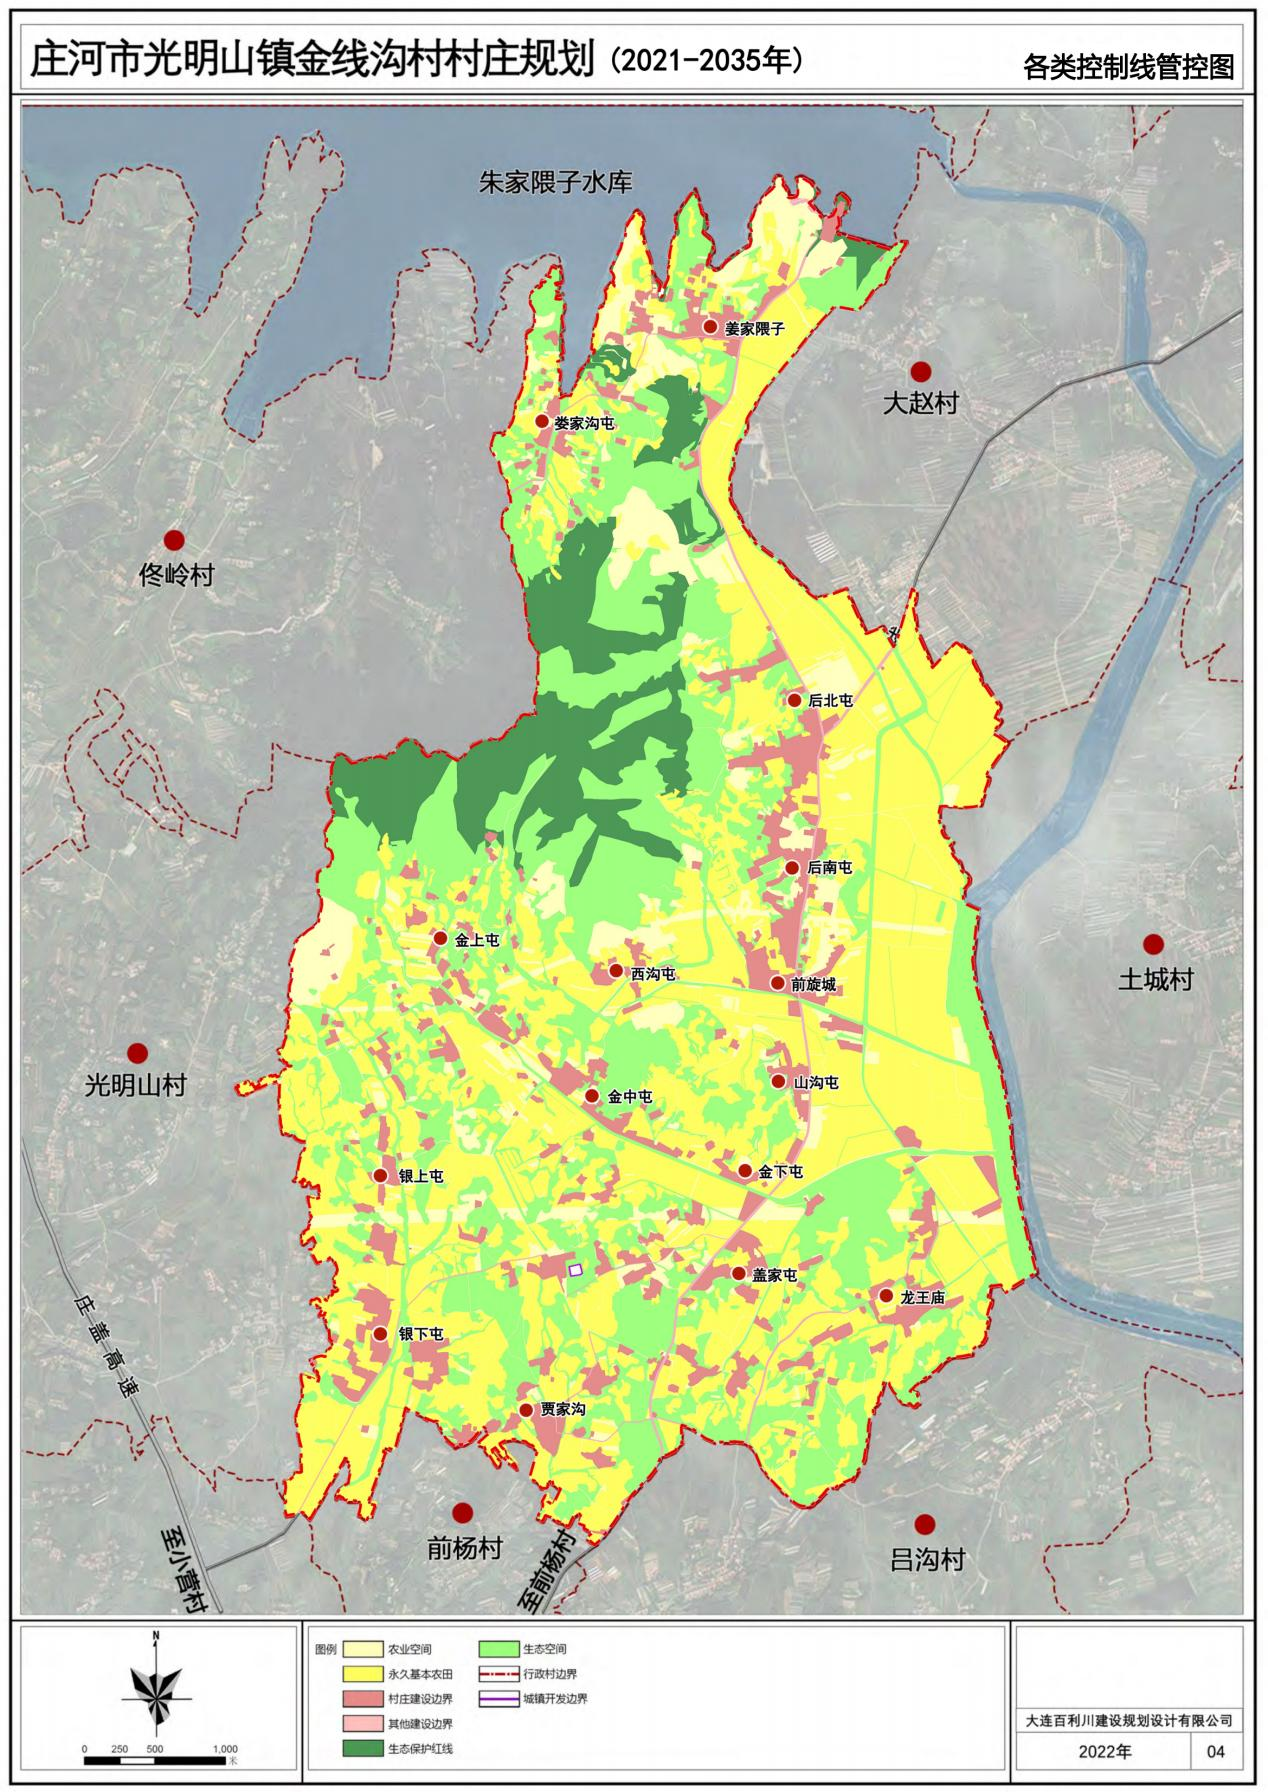 庄河市光明山镇金线沟村村庄规划（2021-2035年）
各类控制线管控图
朱家隈子水库
姜家隈子
大赵村
娄家沟屯
佟岭村
后北屯
后南屯
金上屯
西沟屯
前旋城
土城村
光明山村
山沟屯
金中屯
金下屯
银上屯
盖家屯
龙王庙
庄盖高速
银下屯
贾家沟
前杨村
吕沟村
至小营村
至前杨村
N
0 250 500 1,000
米
图例
农业空间
永久基本农田
村庄建设边界
其他建设边界
生态保护红线
生态空间
行政村边界
城镇开发边界
大连百利川建设规划设计有限公司
2022年
04